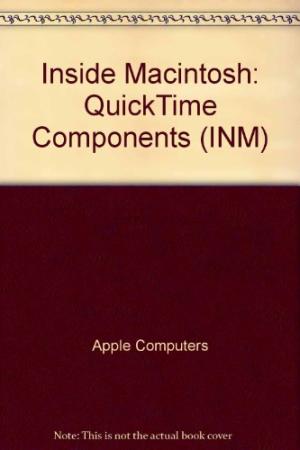 Inside Macintosh:
QuickTime
Components (INM)
Apple Computers
Note: This is not the actual book cover